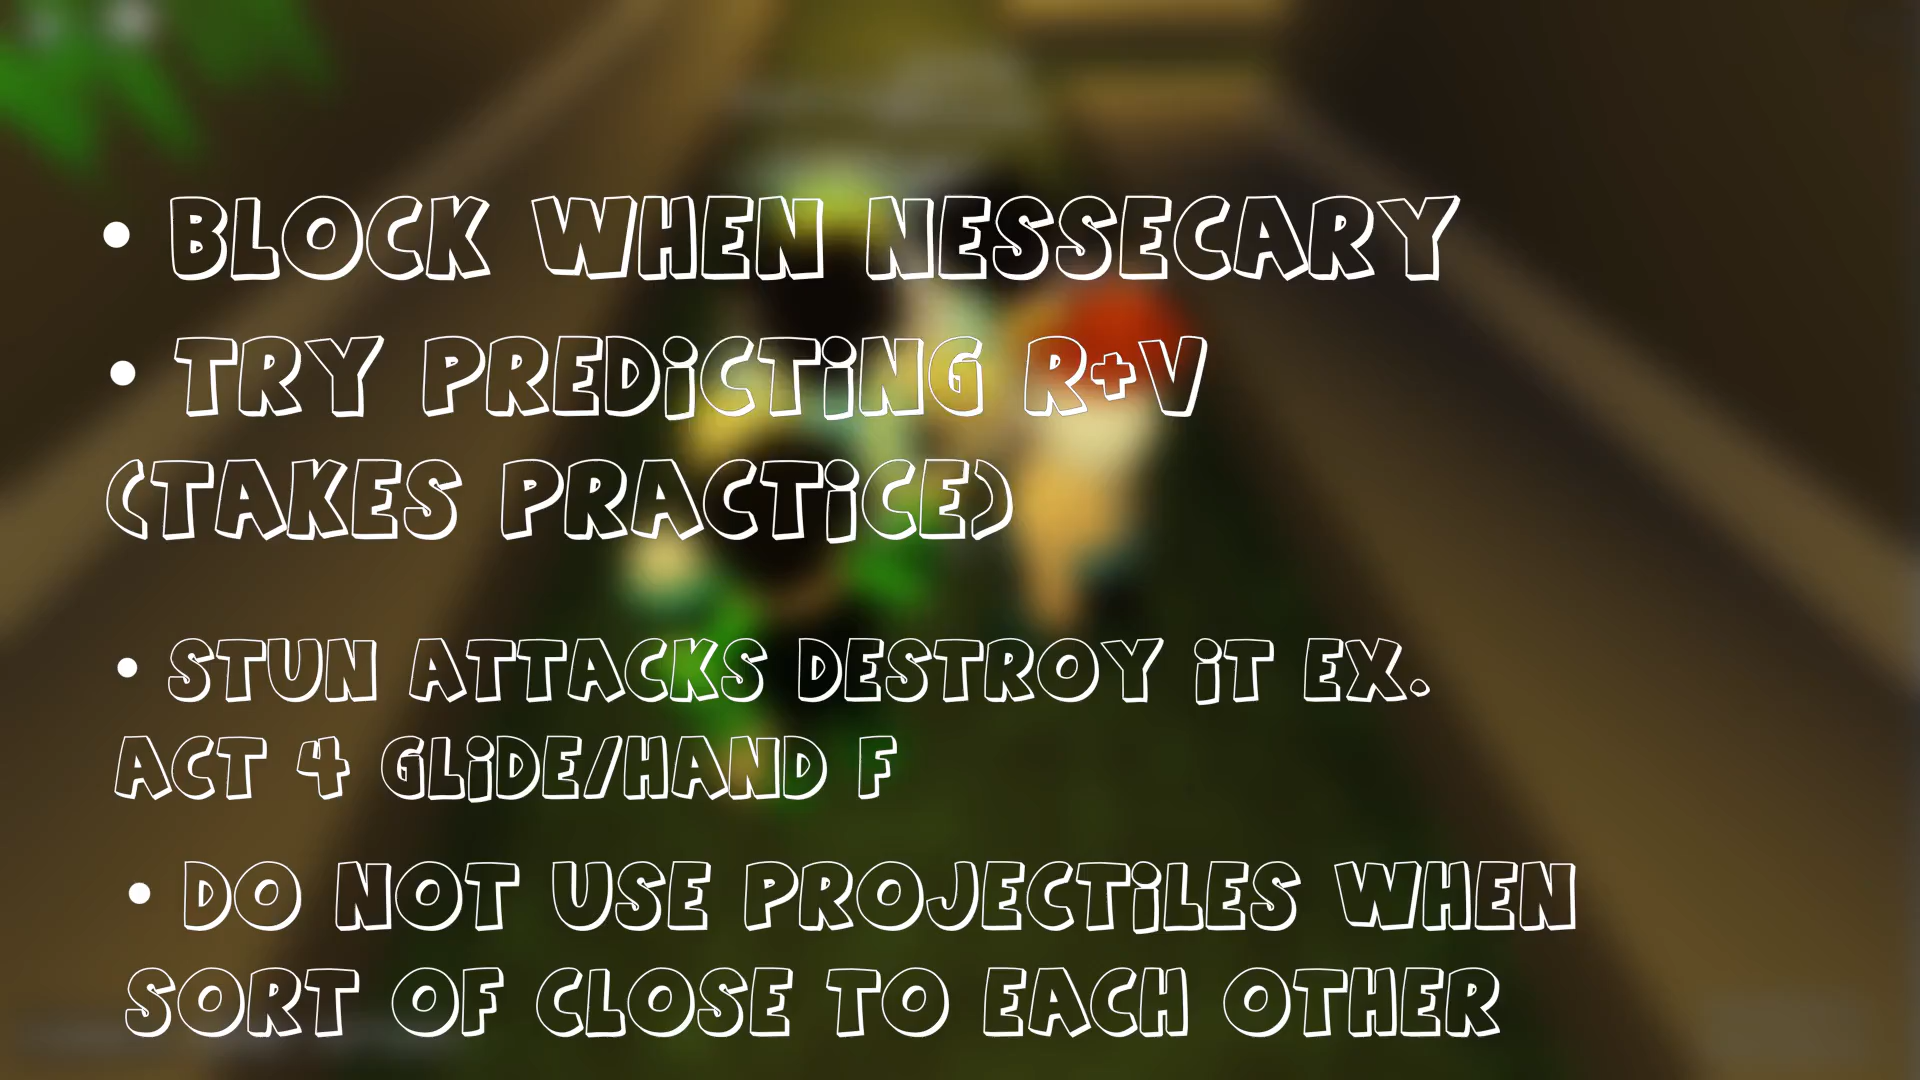 • BLOCK WHEN NESSECARY
• TRY PREDiCTiNG R+V
(TAKES PRACTiCE)
• STUN ATTACKS DESTROY iT EX.
ACT 4 GLiDE/HAND F
• DO NOT USE PROJECTiLES WHEN
SORT OF CLOSE TO EACH OTHER